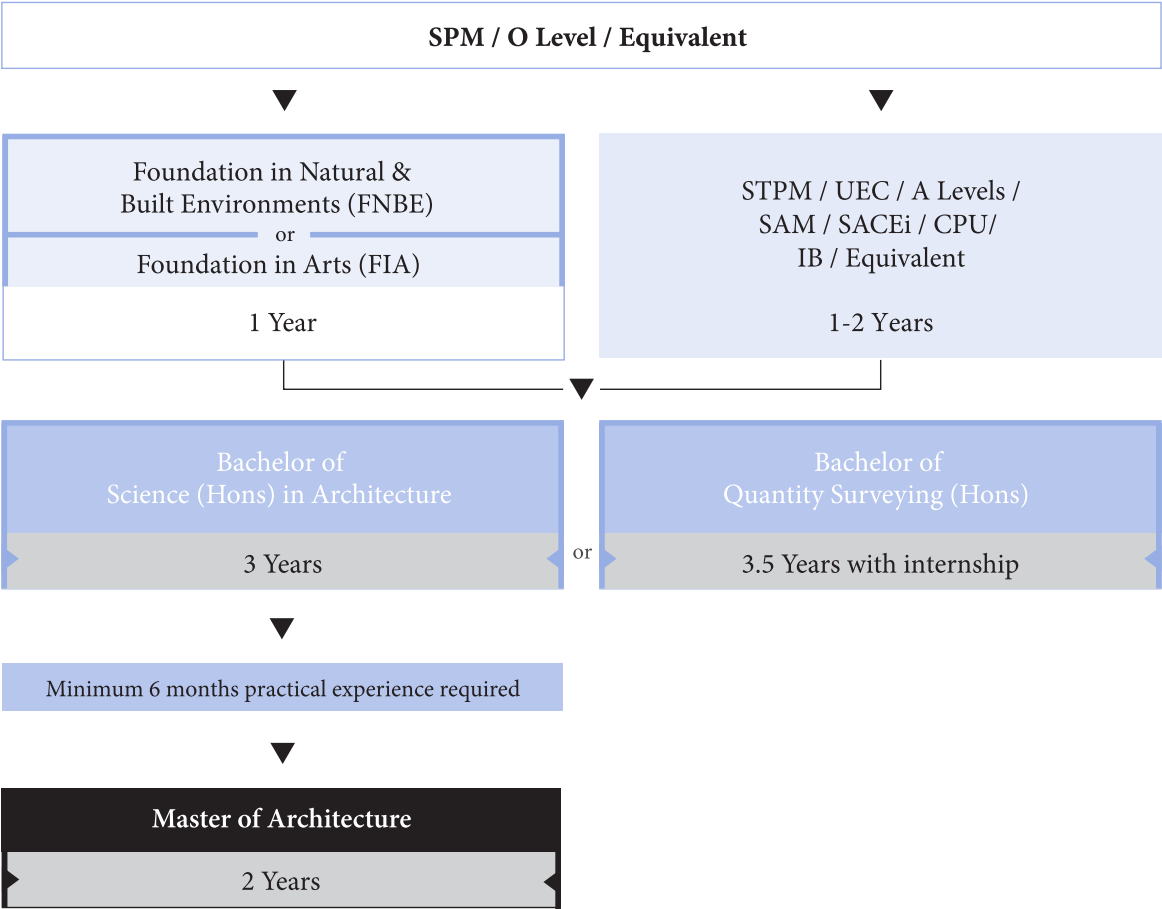 SPM / O Level / Equivalent
Foundation in Natural &
Built Environments (FNBE)
or
Foundation in Arts (FIA)
1 Year
STPM / UEC / A Levels /
SAM / SACEi / CPU/
IB / Equivalent
1-2 Years
Bachelor of
Science (Hons) in Architecture
3 Years
or
Bachelor of
Quantity Surveying (Hons)
3.5 Years with internship
Minimum 6 months practical experience required
Master of Architecture
2 Years